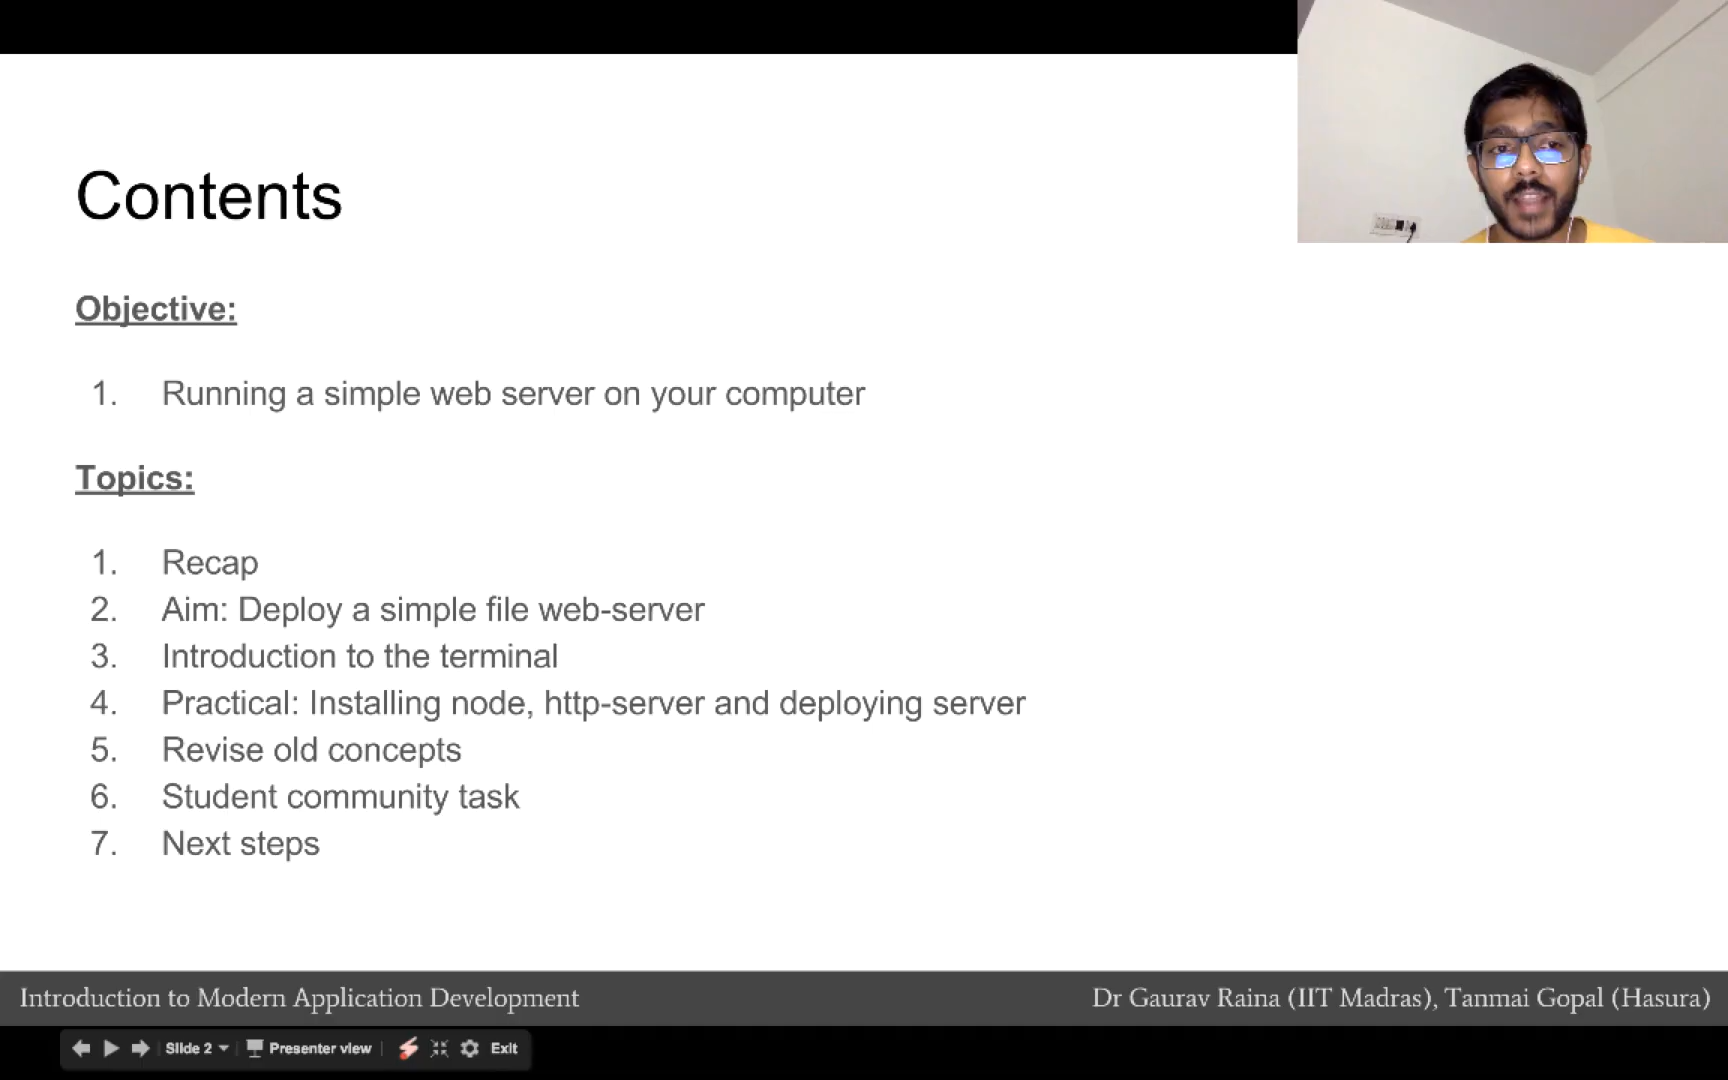 Contents
Objective:
1. Running a simple web server on your computer
Topics:
1. Recap
2. Aim: Deploy a simple file web-server
3. Introduction to the terminal
4. Practical: Installing node, http-server and deploying server
5. Revise old concepts
6. Student community task
7. Next steps
Introduction to Modern Application Development
Dr Gaurav Raina (IIT Madras), Tanmai Gopal (Hasura)
Slide 2 Presenter view Exit